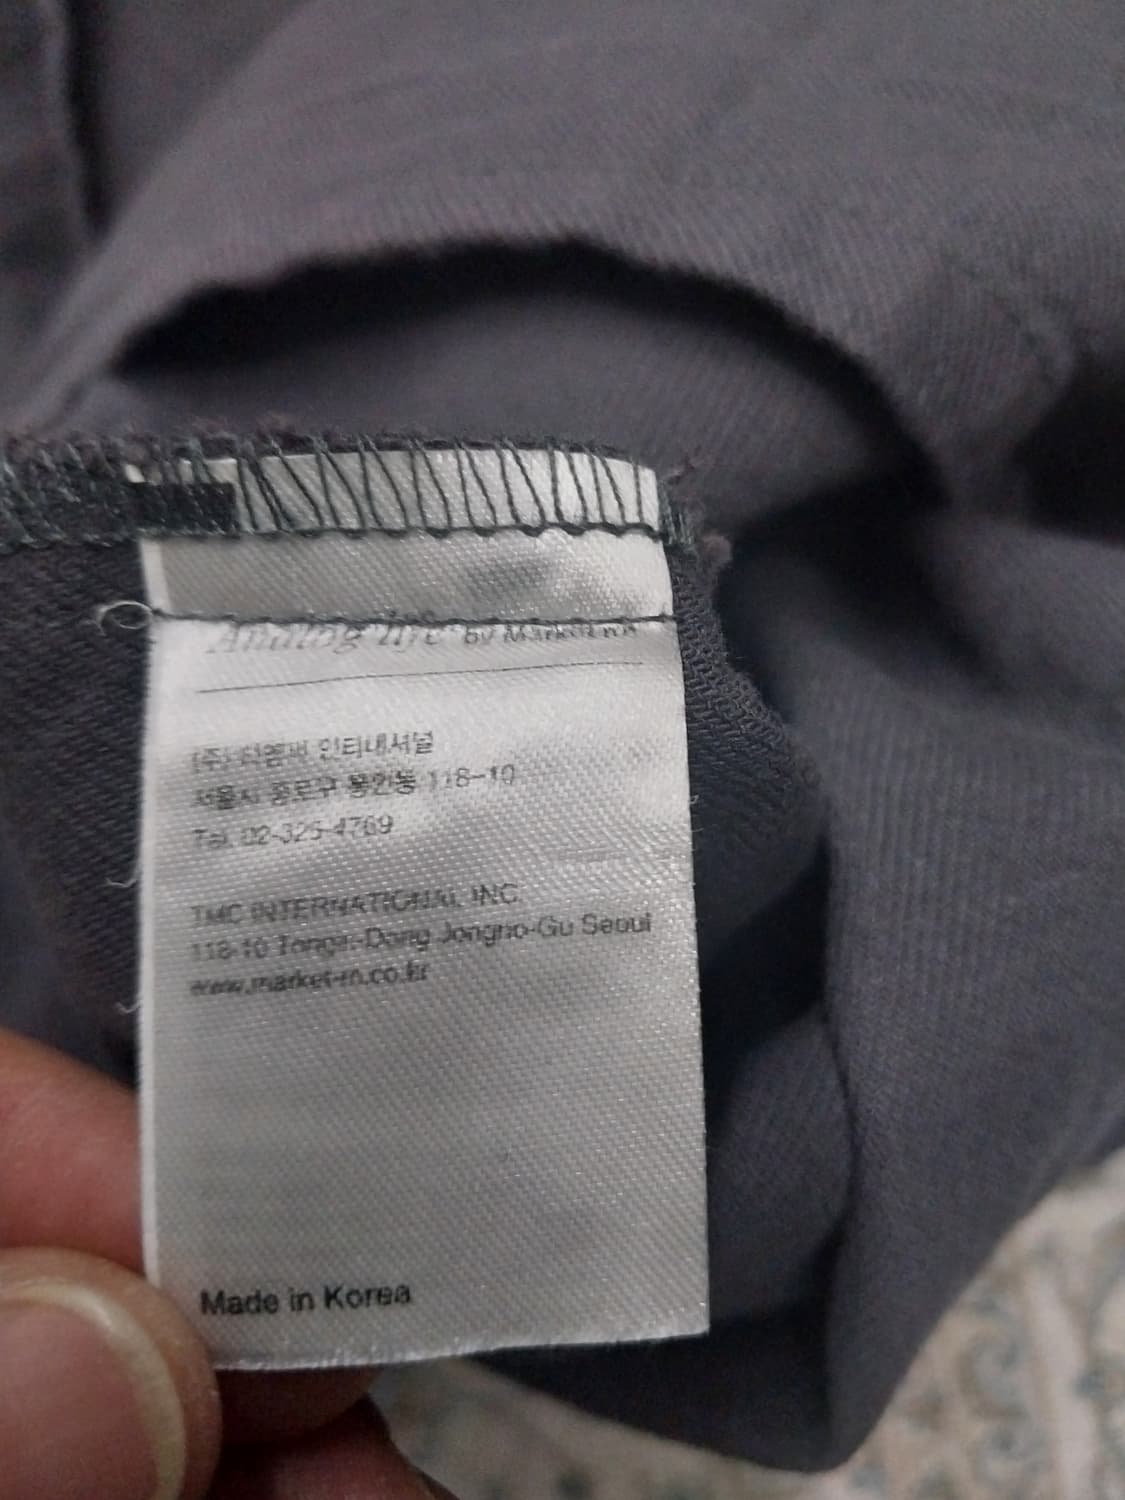 Analog life by Market m*
(주)티엠씨 인터내셔널
서울시 종로구 통인동 118-10
Tel. 02-325-4769
TMC INTERNATIONAL INC.
118-10 Tongin-Dong Jongno-Gu Seoul
www.market-m.co.kr
Made in Korea